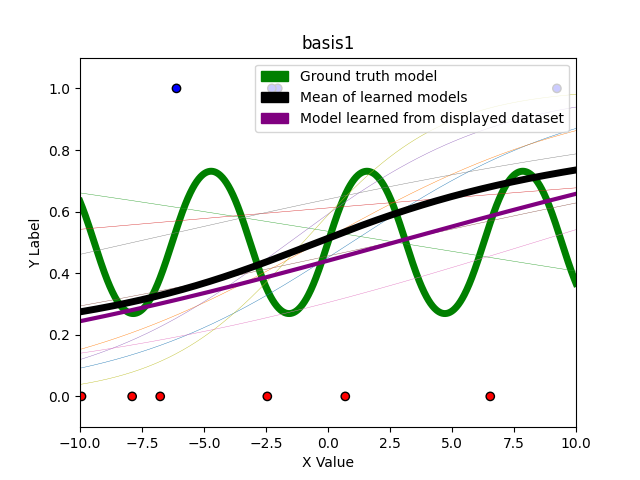 basis1
Ground truth model
Mean of learned models
Model learned from displayed dataset
Y Label
1.0
0.8
0.6
0.4
0.2
0.0
−10.0 −7.5 −5.0 −2.5 0.0 2.5 5.0 7.5 10.0
X Value